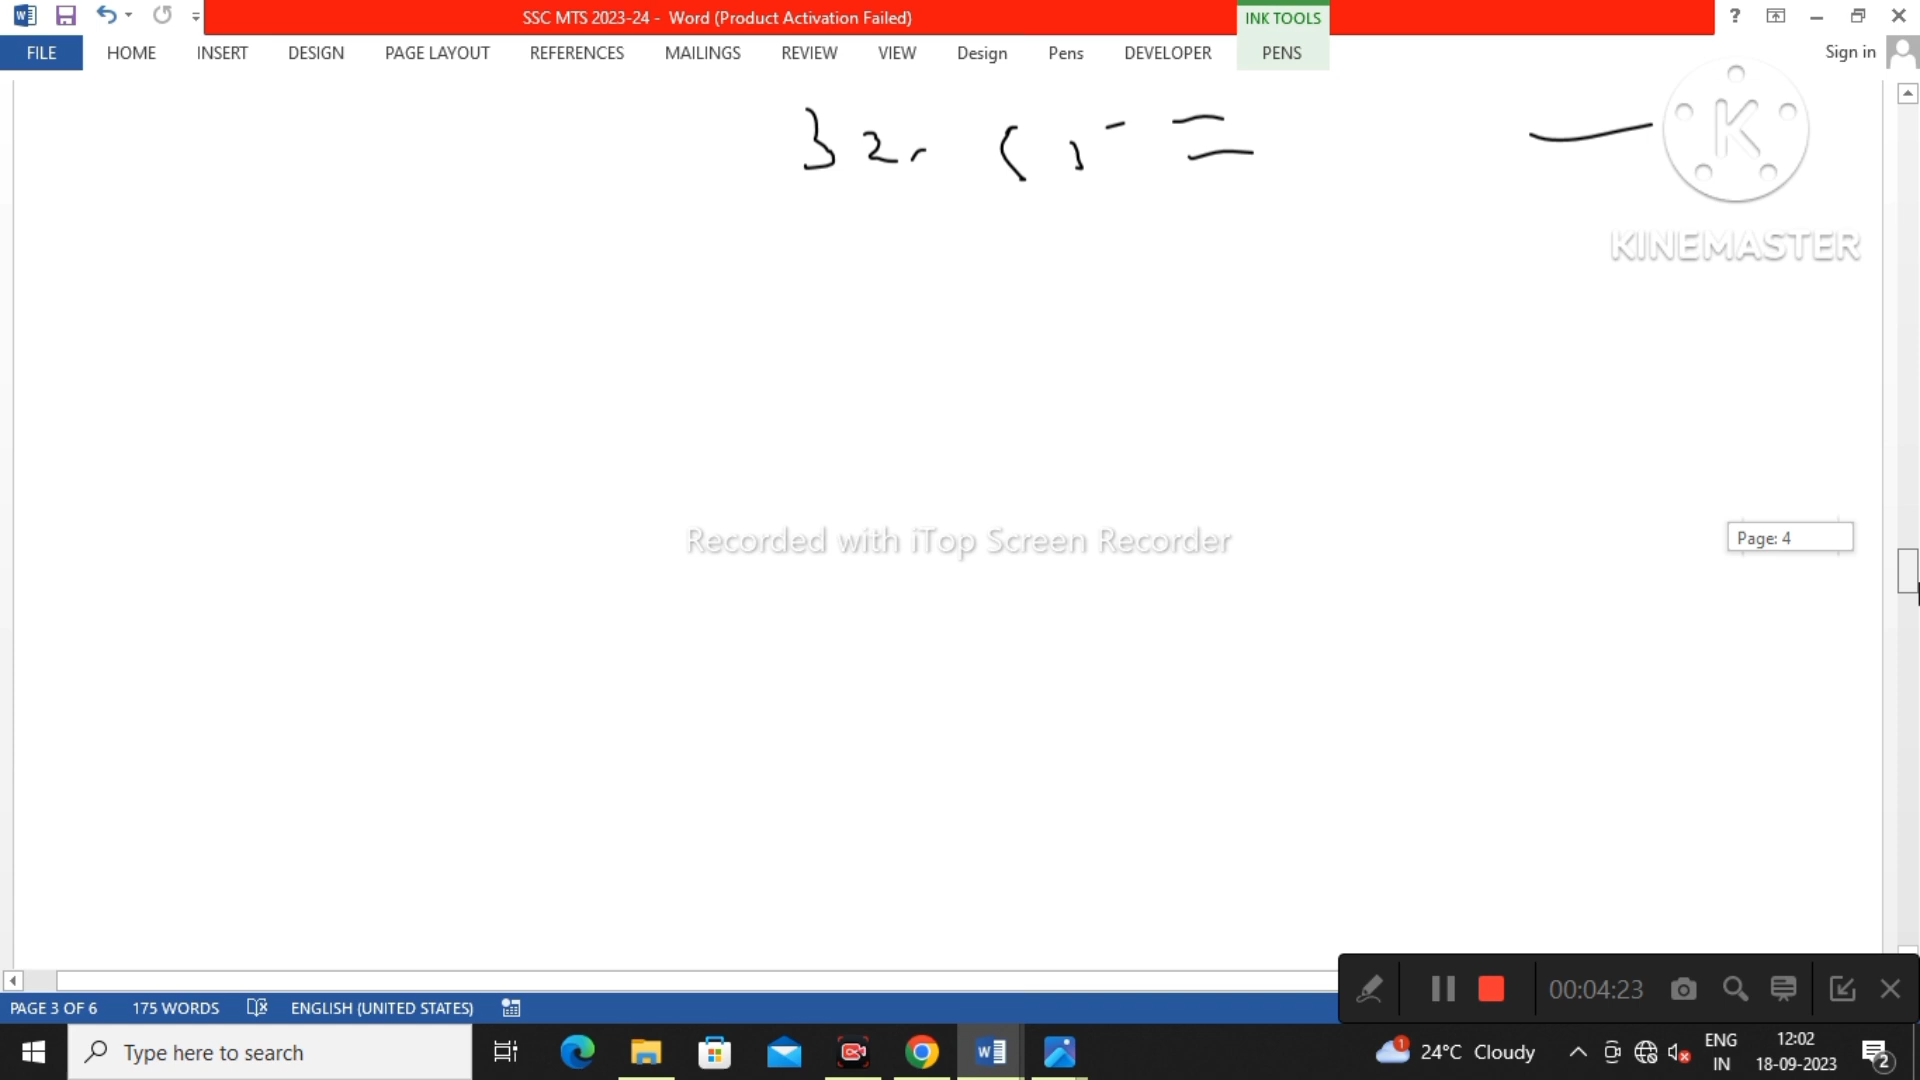 SSC MTS 2023-24 - Word (Product Activation Failed)
INK TOOLS
?
FILE HOME INSERT DESIGN PAGE LAYOUT REFERENCES MAILINGS REVIEW VIEW Design Pens DEVELOPER PENS
Sign in
K
KINEMASTER
Recorded with iTop Screen Recorder
Page: 4
00:04:23
PAGE 3 OF 6 175 WORDS ENGLISH (UNITED STATES)
Type here to search
1
24°C Cloudy
ENG
IN
12:02
18-09-2023
2